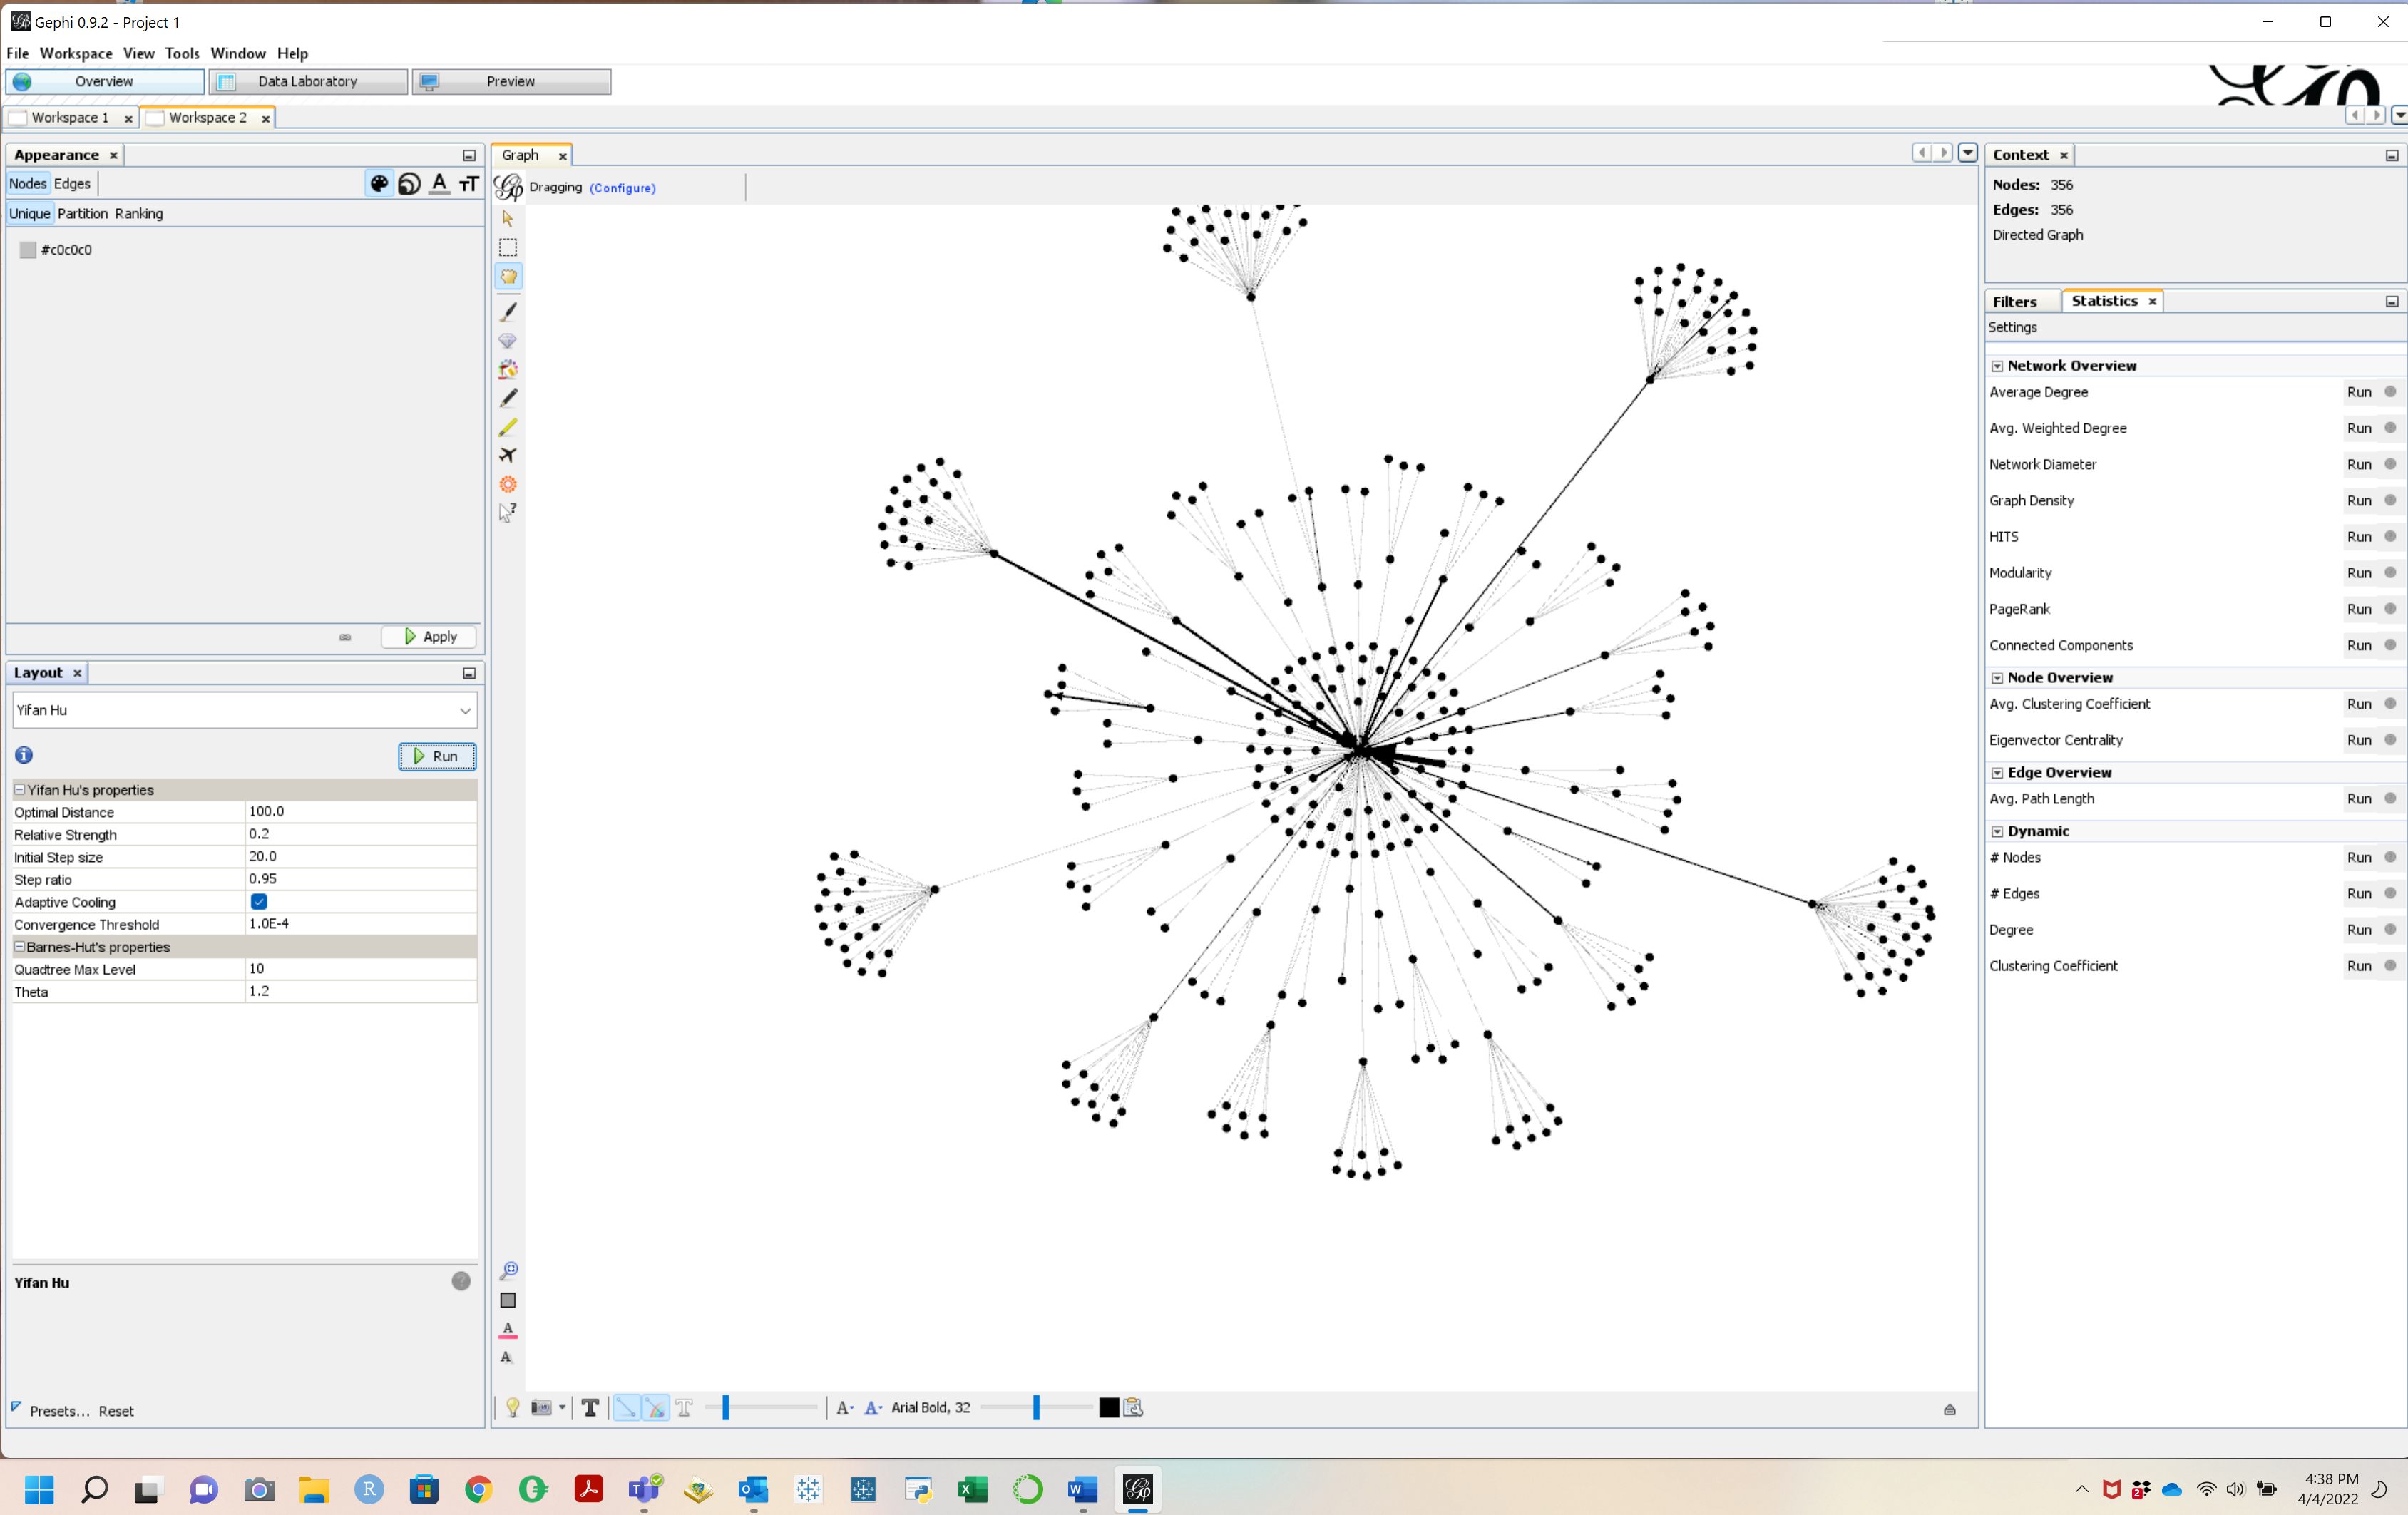 Gephi 0.9.2 - Project 1
File Workspace View Tools Window Help
Overview Data Laboratory Preview
Workspace 1 Workspace 2
Appearance
Nodes Edges
Unique Partition Ranking
#c0c0c0
Apply
Layout
Yifan Hu
Run
Yifan Hu's properties
Optimal Distance 100.0
Relative Strength 0.2
Initial Step size 20.0
Step ratio 0.95
Adaptive Cooling
Convergence Threshold 1.0E-4
Barnes-Hut's properties
Quadtree Max Level 10
Theta 1.2
Yifan Hu
Presets... Reset
Graph
Dragging (Configure)
Arial Bold, 32
Context
Nodes: 356
Edges: 356
Directed Graph
Filters Statistics
Settings
Network Overview
Average Degree Run
Avg. Weighted Degree Run
Network Diameter Run
Graph Density Run
HITS Run
Modularity Run
PageRank Run
Connected Components Run
Node Overview
Avg. Clustering Coefficient Run
Eigenvector Centrality Run
Edge Overview
Avg. Path Length Run
Dynamic
# Nodes Run
# Edges Run
Degree Run
Clustering Coefficient Run
4:38 PM
4/4/2022